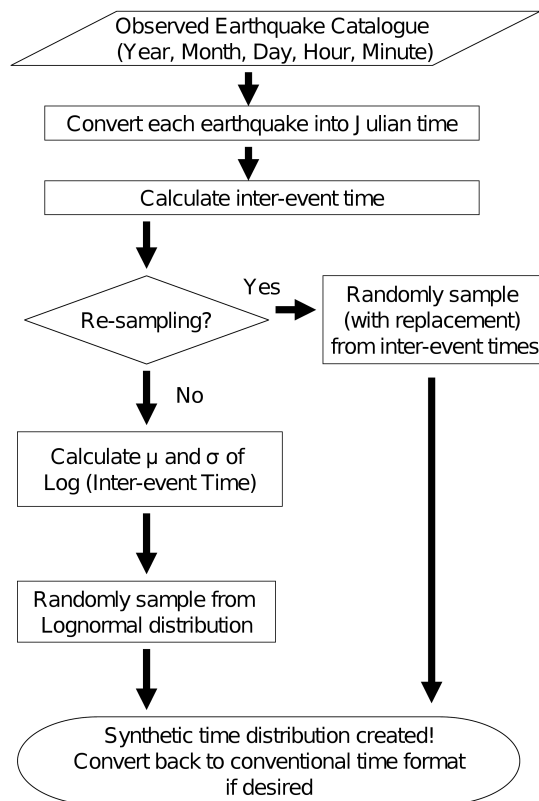 Observed Earthquake Catalogue
(Year, Month, Day, Hour, Minute)
Convert each earthquake into Julian time
Calculate inter-event time
Re-sampling?
Yes
Randomly sample
(with replacement)
from inter-event times
No
Calculate μ and σ of
Log (Inter-event Time)
Randomly sample from
Lognormal distribution
Synthetic time distribution created!
Convert back to conventional time format
if desired